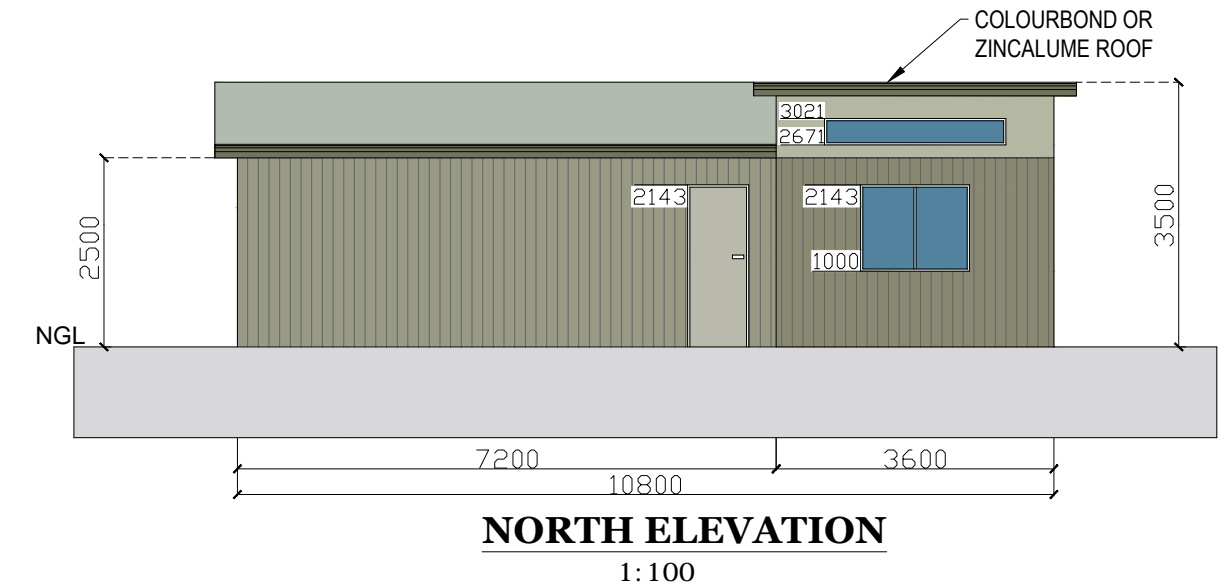 COLOURBOND OR
ZINCALUME ROOF
3021
2671
2143
2143
1000
2500
3500
NGL
7200
3600
10800
NORTH ELEVATION
1:100